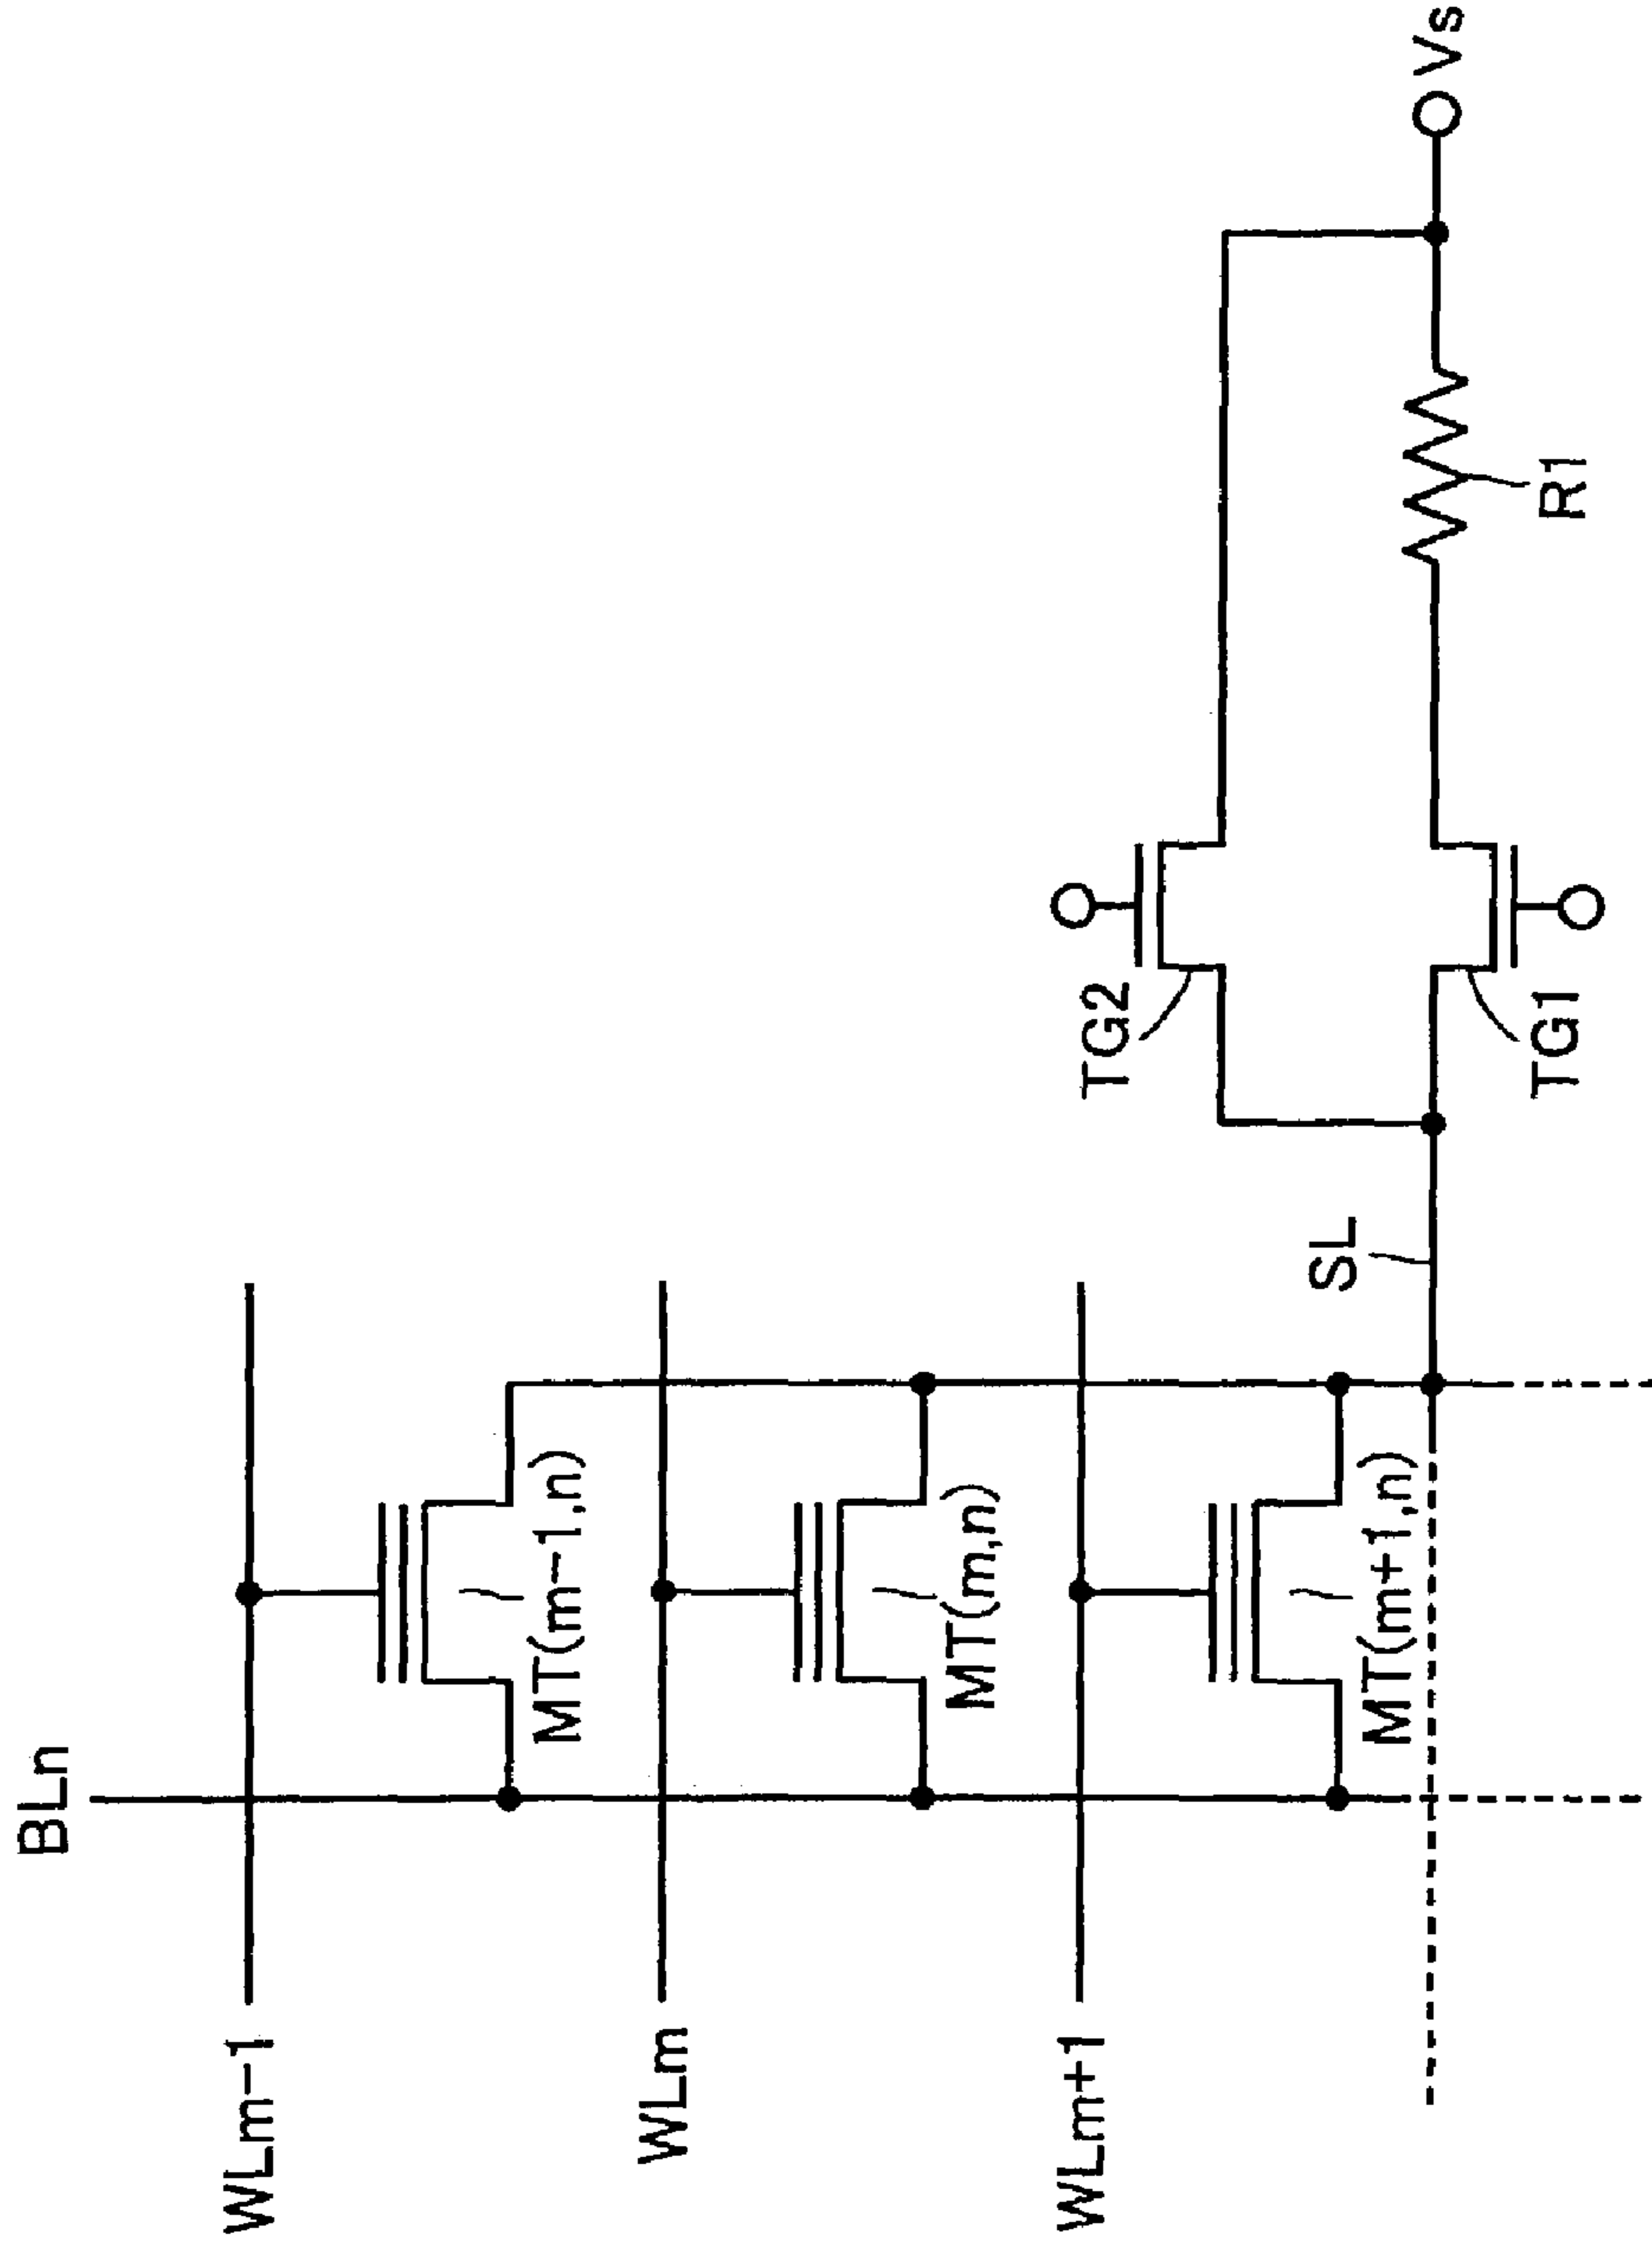 BLn
WLm-1
MT(m-1,n)
WLm
MT(m,n)
WLm+1
MT(m+1,n)
SL
TG2
TG1
R1
Vs